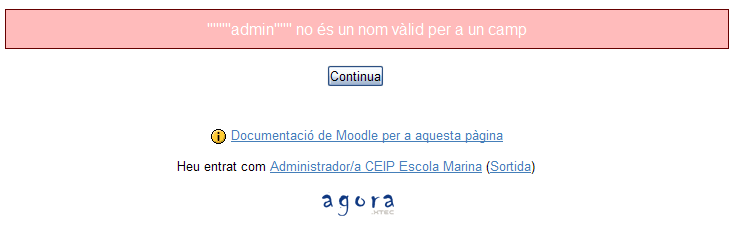 """"admin""" no és un nom vàlid per a un camp
Continua
Documentació de Moodle per a aquesta pàgina
Heu entrat com Administrador/a CEIP Escola Marina (Sortida)
agora
.XTEC